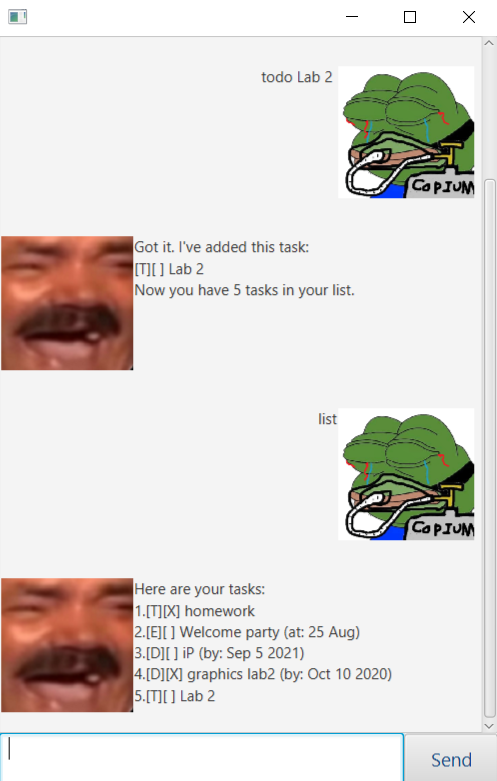 todo Lab 2
COPIUM
Got it. I've added this task:
[T][ ] Lab 2
Now you have 5 tasks in your list.
list
COPIUM
Here are your tasks:
1.[T][X] homework
2.[E][ ] Welcome party (at: 25 Aug)
3.[D][ ] iP (by: Sep 5 2021)
4.[D][X] graphics lab2 (by: Oct 10 2020)
5.[T][ ] Lab 2
Send